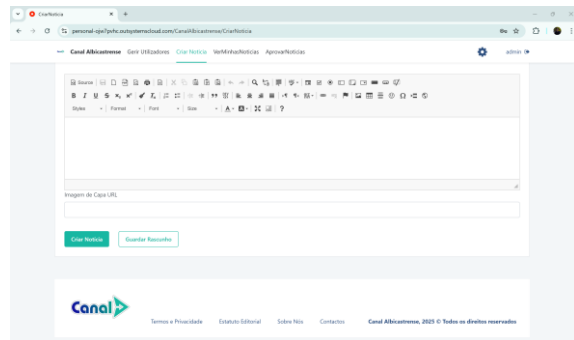 CriarNoticia
personal-oje7pvhc.outsystemscloud.com/CanalAlbicastrense/CriarNoticia
Canal Albicastrense Gerir Utilizadores Criar Notícia VerMinhasNoticias AprovarNoticias admin
Source
B I U S
Styles Format Font Size A A ?
Imagem de Capa URL
Criar Notícia Guardar Rascunho
Canal
Termos e Privacidade Estatuto Editorial Sobre Nós Contactos Canal Albicastrense, 2025 © Todos os direitos reservados